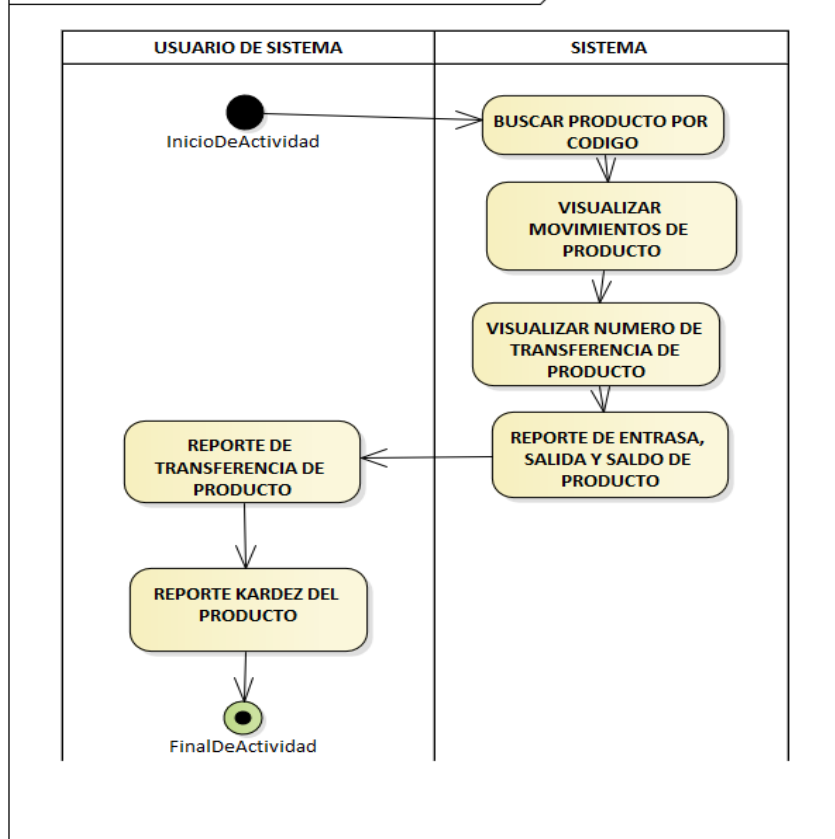 USUARIO DE SISTEMA
SISTEMA
InicioDeActividad
BUSCAR PRODUCTO POR
CODIGO
VISUALIZAR
MOVIMIENTOS DE
PRODUCTO
VISUALIZAR NUMERO DE
TRANSFERENCIA DE
PRODUCTO
REPORTE DE ENTRASA,
SALIDA Y SALDO DE
PRODUCTO
REPORTE DE
TRANSFERENCIA DE
PRODUCTO
REPORTE KARDEZ DEL
PRODUCTO
FinalDeActividad